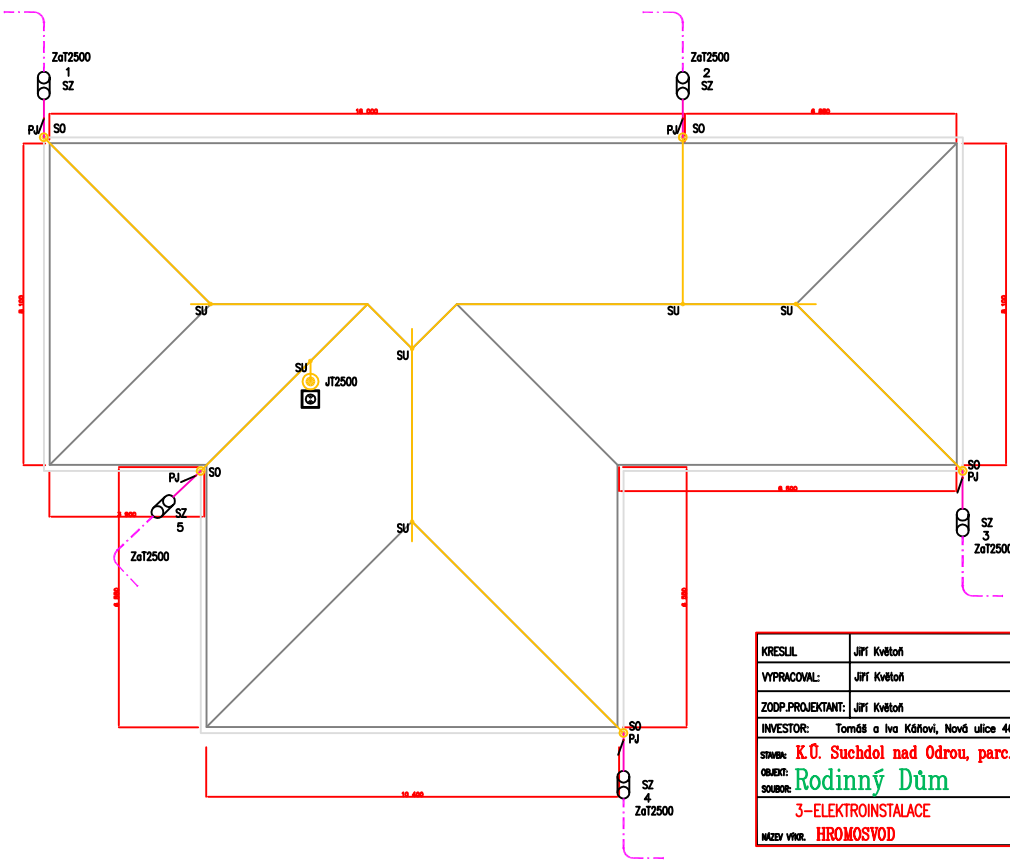 ZaT2500
1
SZ
PJ
SO
ZaT2500
2
SZ
PJ
SO
SU
SU
SU
SU
SU
JT2500
SO
PJ
SZ
5
ZaT2500
SU
SO
PJ
SZ
3
ZaT2500
SO
PJ
SZ
4
ZaT2500
10.400
KRESLIL Jiří Květoň
VYPRACOVAL: Jiří Květoň
ZODP.PROJEKTANT: Jiří Květoň
INVESTOR: Tomáš a Iva Káňovi, Nová ulice
STAVBA: K.Ú. Suchdol nad Odrou, parc.
OBJEKT:
SOUBOR: Rodinný Dům
3-ELEKTROINSTALACE
NÁZEV VÝKR. HROMOSVOD